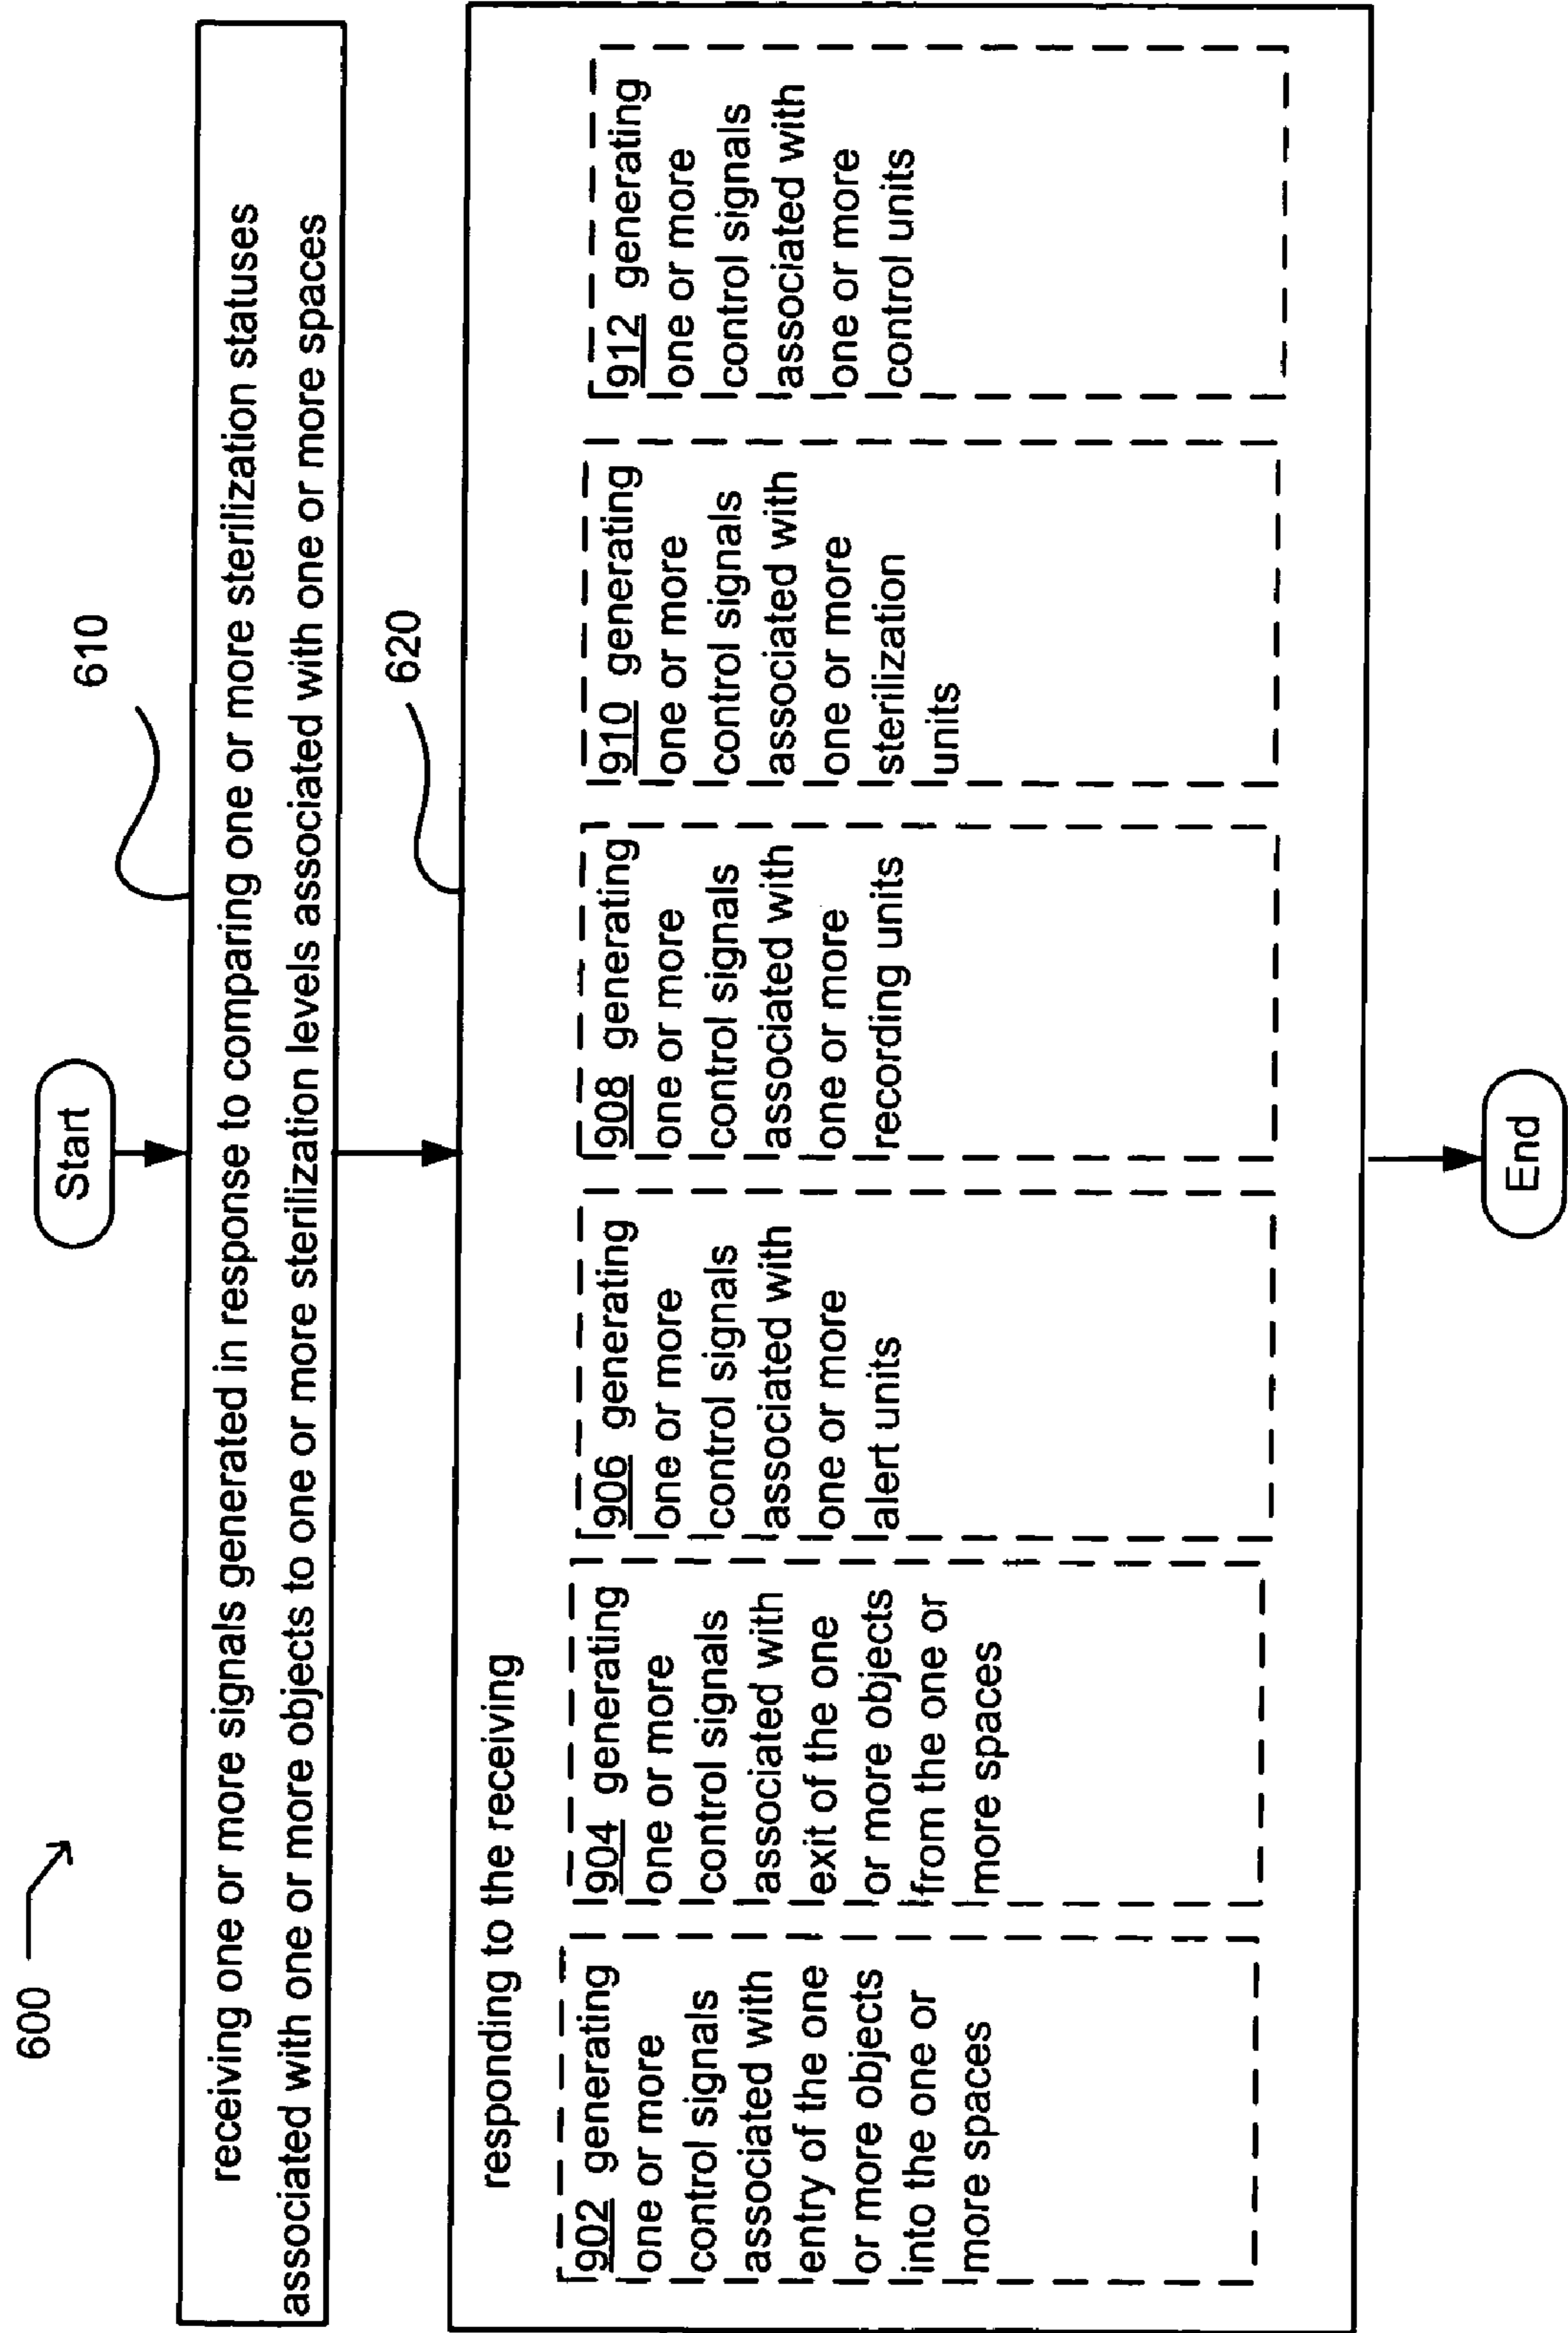 600
Start
610
receiving one or more signals generated in response to comparing one or more sterilization statuses
associated with one or more objects to one or more sterilization levels associated with one or more spaces
620
responding to the receiving
902 generating
one or more
control signals
associated with
entry of the one
or more objects
into the one or
more spaces
904 generating
one or more
control signals
associated with
exit of the one
or more objects
from the one or
more spaces
906 generating
one or more
control signals
associated with
one or more
alert units
908 generating
one or more
control signals
associated with
one or more
recording units
910 generating
one or more
control signals
associated with
one or more
sterilization
units
912 generating
one or more
control signals
associated with
one or more
control units
End